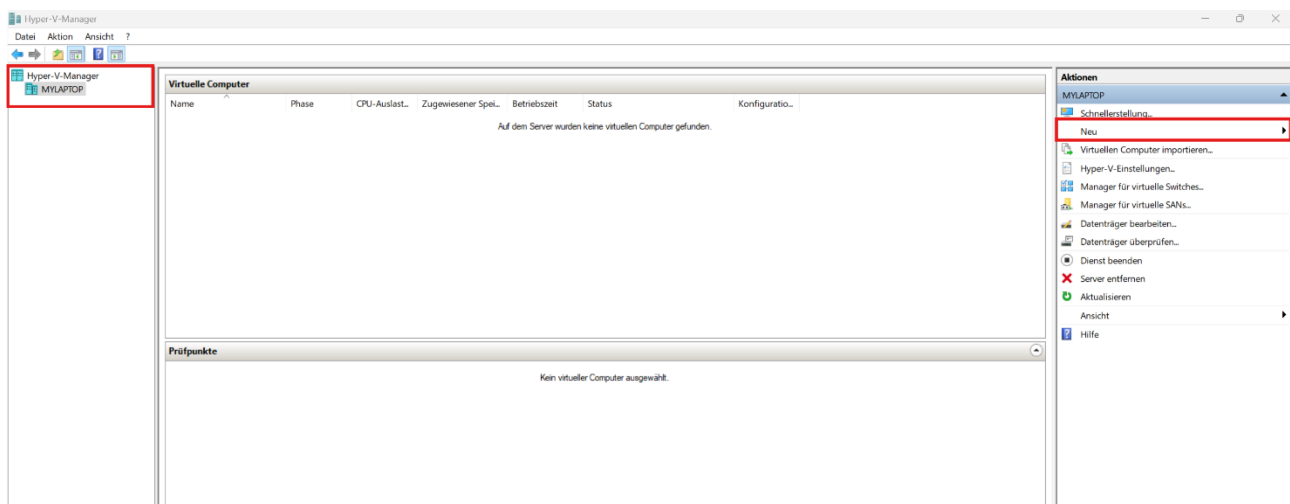 Hyper-V-Manager
Datei Aktion Ansicht ?
Hyper-V-Manager
MYLAPTOP
Virtuelle Computer
Name Phase CPU-Auslast... Zugewiesener Spei... Betriebszeit Status Konfiguratio...
Auf dem Server wurden keine virtuellen Computer gefunden.
Prüfpunkte
Kein virtueller Computer ausgewählt.
Aktionen
MYLAPTOP
Schnellerstellung...
Neu
Virtuellen Computer importieren...
Hyper-V-Einstellungen...
Manager für virtuelle Switches...
Manager für virtuelle SANs...
Datenträger bearbeiten...
Datenträger überprüfen...
Dienst beenden
Server entfernen
Aktualisieren
Ansicht
Hilfe